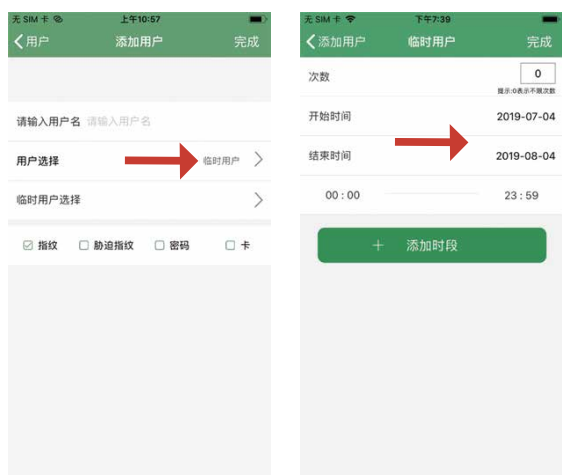 无 SIM 卡
上午10:57
用户
添加用户
完成
请输入用户名 请输入用户名
用户选择
临时用户
临时用户选择
指纹
胁迫指纹
密码
卡
无 SIM 卡
下午7:39
添加用户
临时用户
完成
次数
0
提示:0表示不限次数
开始时间
2019-07-04
结束时间
2019-08-04
00 : 00
23 : 59
+ 添加时段